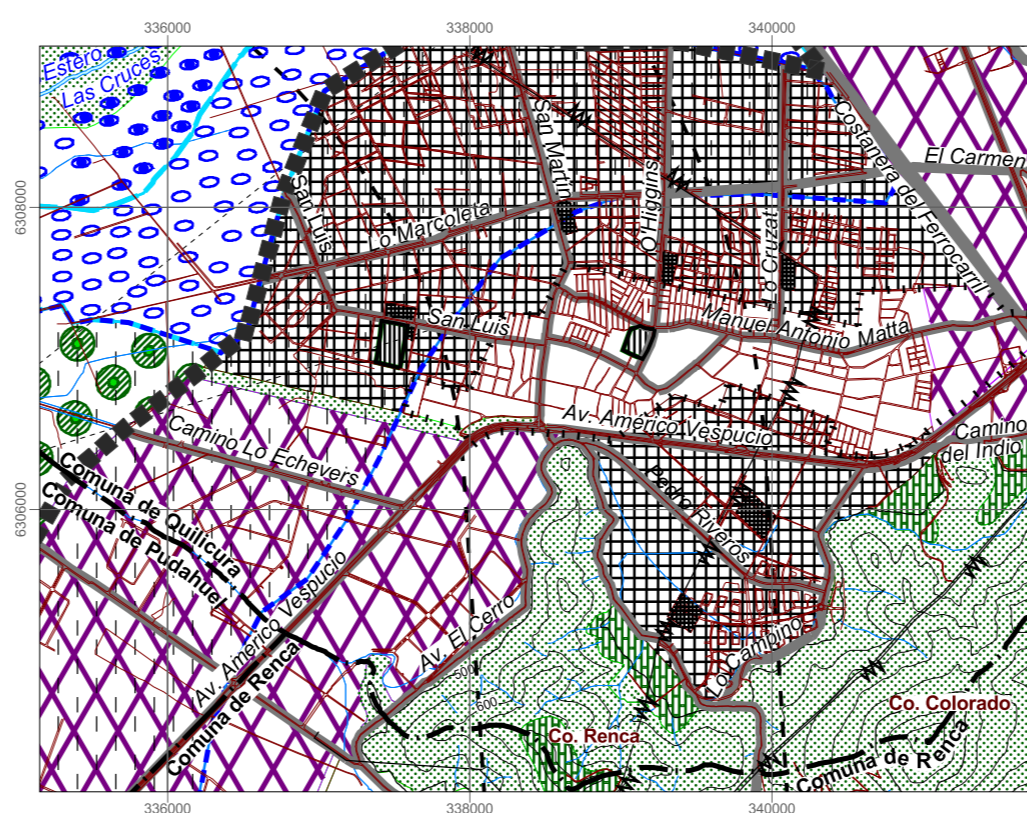 336000
338000
340000
Estero
Las Cruces
San Martín
O'Higgins
Costanera del Ferrocarril
El Carmen
6308000
San Luis
Lo Marcoleta
Lo Cruzat
San Luis
Manuel Antonio Matta
Av. Américo Vespucio
Camino
del Indio
Camino Lo Echevers
Pedro Riveros
6306000
Comuna de Quilicura
Comuna de Pudahuel
Av. Américo Vespucio
Av. El Cerro
Los Campino
Comuna de Renca
500
600
Co. Renca
Co. Colorado
Comuna de Renca
336000
338000
340000